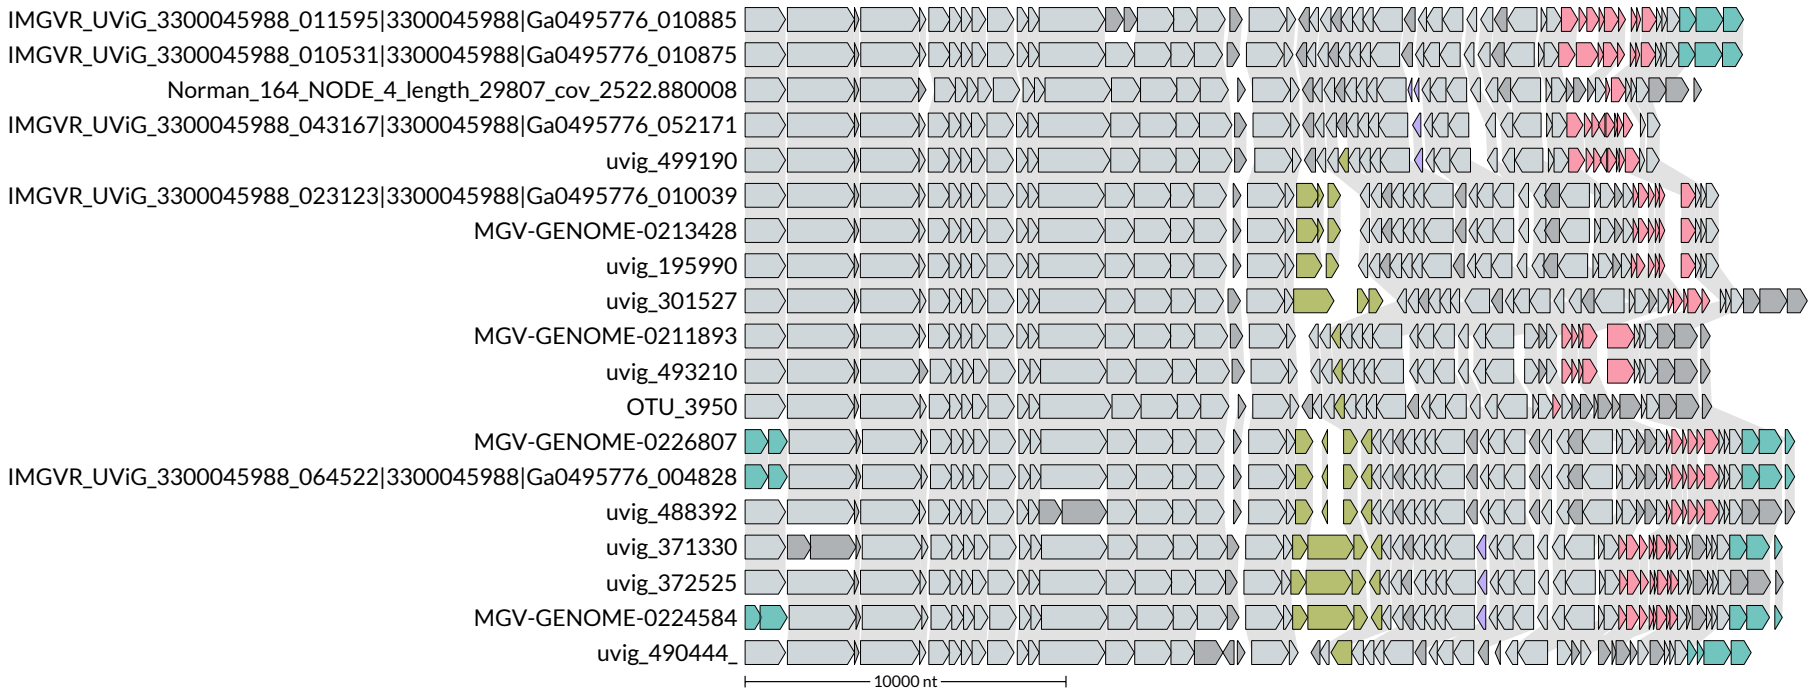 IMGVR_UViG_3300045988_011595|3300045988|Ga0495776_010885
IMGVR_UViG_3300045988_010531|3300045988|Ga0495776_010875
Norman_164_NODE_4_length_29807_cov_2522.880008
IMGVR_UViG_3300045988_043167|3300045988|Ga0495776_052171
uvig_499190
IMGVR_UViG_3300045988_023123|3300045988|Ga0495776_010039
MGV-GENOME-0213428
uvig_195990
uvig_301527
MGV-GENOME-0211893
uvig_493210
OTU_3950
MGV-GENOME-0226807
IMGVR_UViG_3300045988_064522|3300045988|Ga0495776_004828
uvig_488392
uvig_371330
uvig_372525
MGV-GENOME-0224584
uvig_490444_
10000 nt